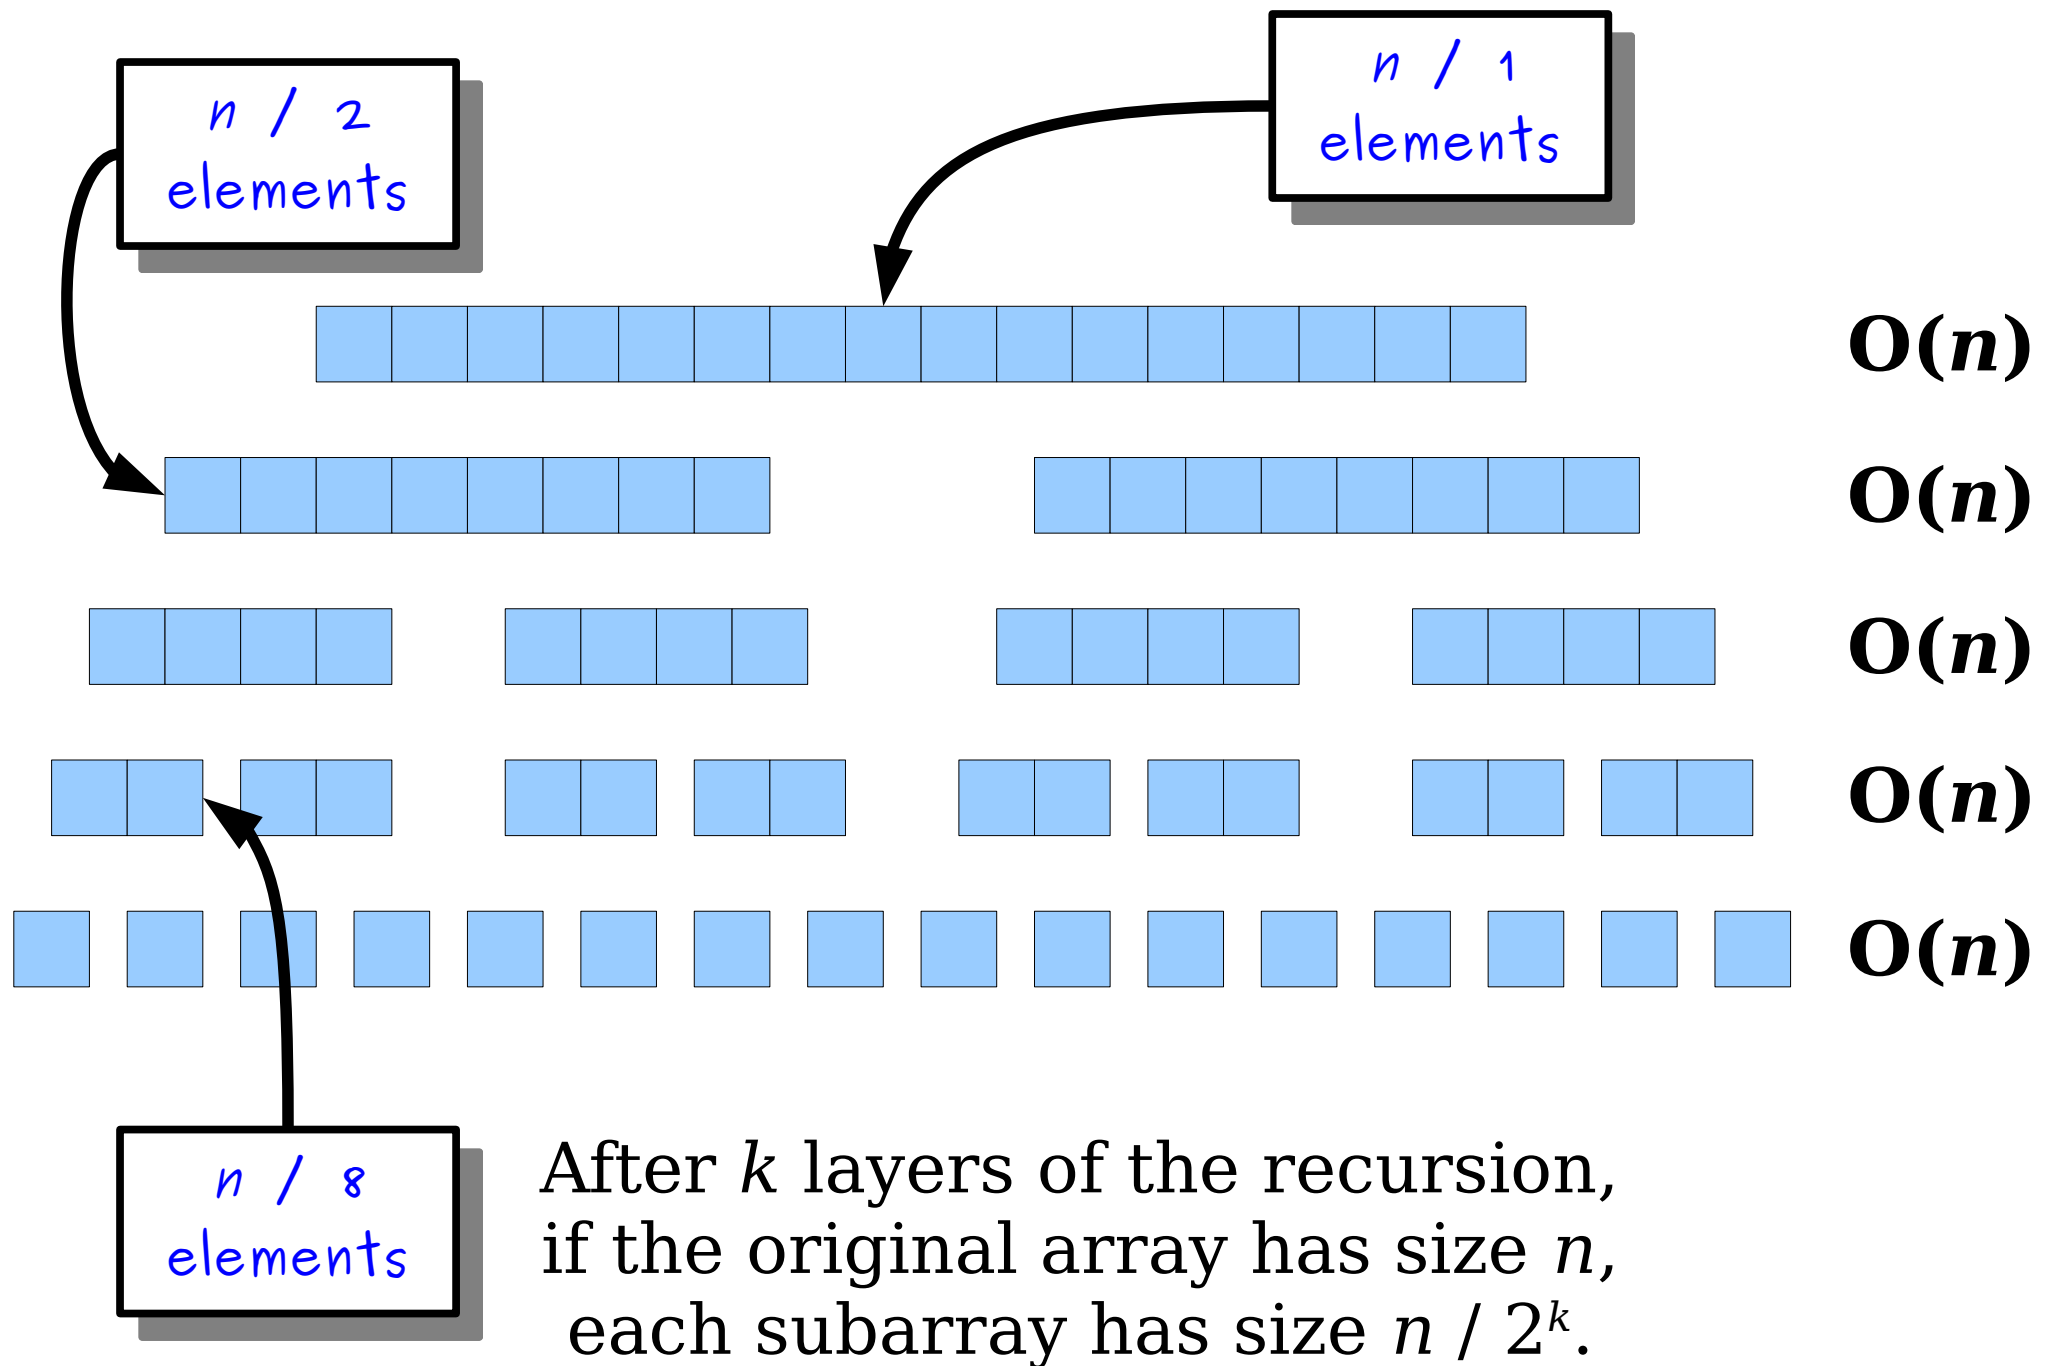 n / 2
elements
n / 1
elements
O(n)
O(n)
O(n)
O(n)
O(n)
n / 8
elements
After k layers of the recursion,
if the original array has size n,
each subarray has size n / 2ᵏ.